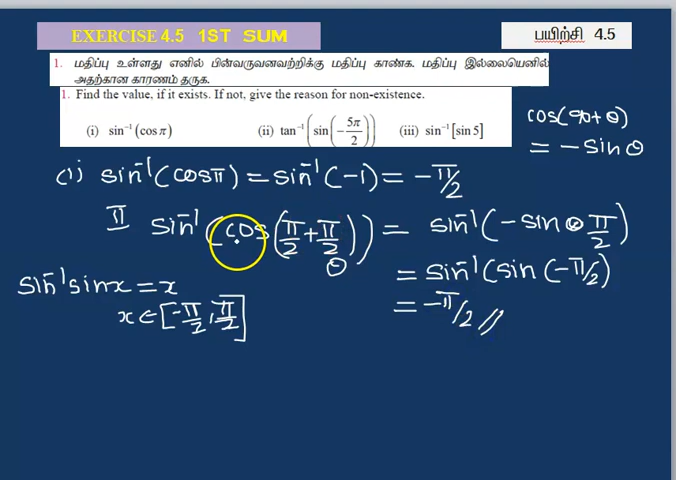 EXERCISE 4.5 1ST SUM
பயிற்சி 4.5
1. மதிப்பு உள்ளது எனில் பின்வருவனவற்றிக்கு மதிப்பு காண்க. மதிப்பு இல்லையெனில்
அதற்கான காரணம் தருக.
1. Find the value, if it exists. If not, give the reason for non-existence.
(i) sin⁻¹(cos π) (ii) tan⁻¹(sin(-5π/2)) (iii) sin⁻¹[sin 5]
cos(90+θ)
= -sinθ
(i) sin⁻¹(cosπ) = sin⁻¹(-1) = -π/2
II sin⁻¹(cos(π/2+π/2)) = sin⁻¹(-sin π/2)
θ
= sin⁻¹(sin(-π/2))
= -π/2 //
sin⁻¹sinx = x
x∈[-π/2, π/2]